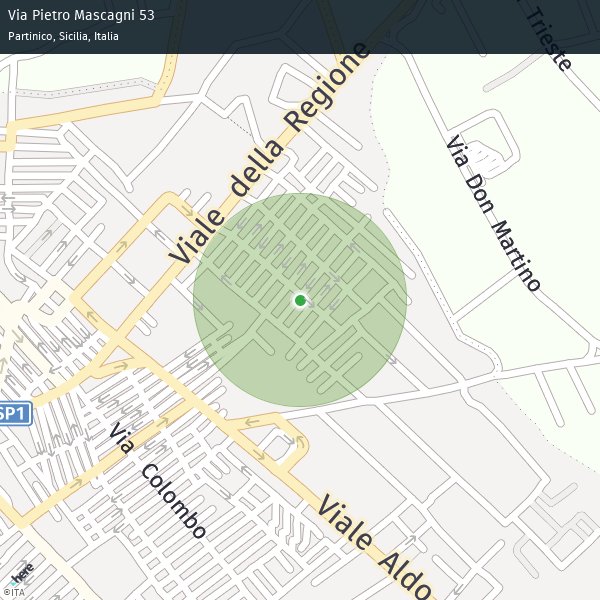 Via Pietro Mascagni 53
Partinico, Sicilia, Italia
Trieste
Viale della Regione
Via Don Martino
SP1
Via Colombo
Viale Aldo
here
©ITA